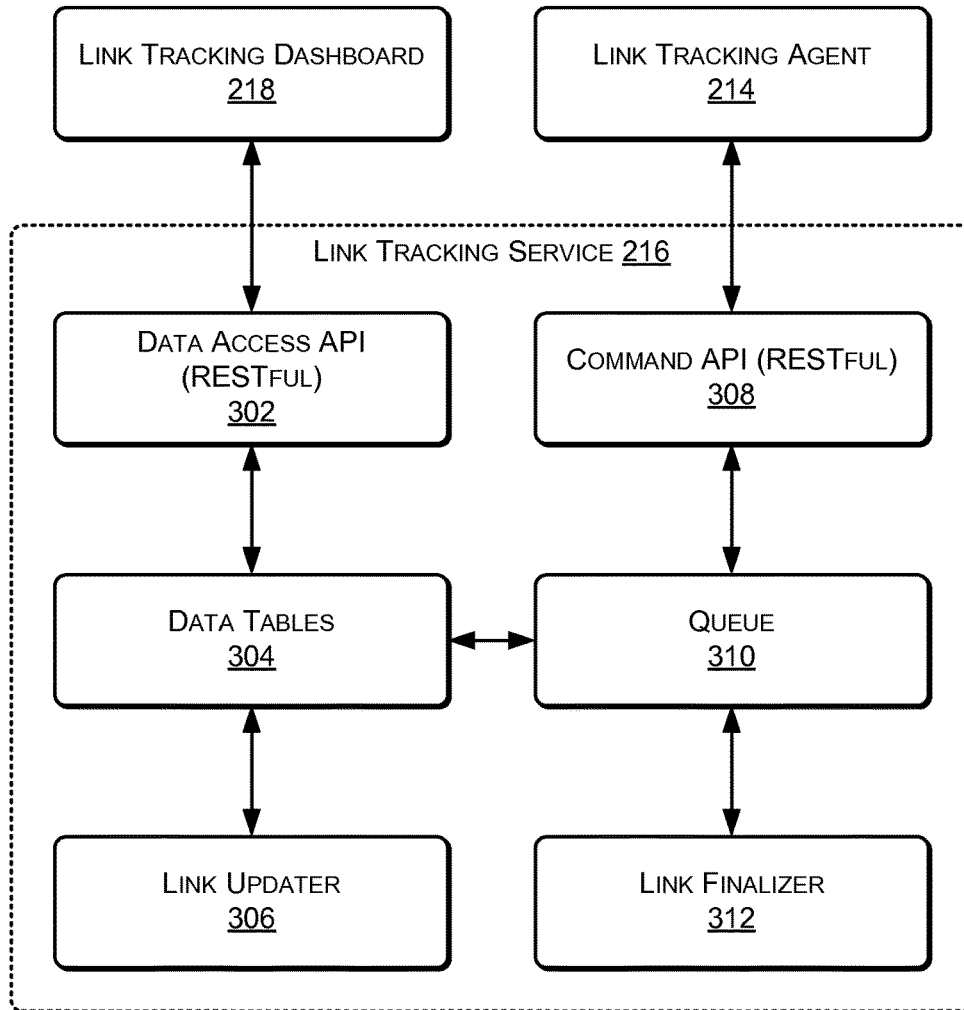 LINK TRACKING DASHBOARD
218
LINK TRACKING AGENT
214
LINK TRACKING SERVICE 216
DATA ACCESS API
(RESTFUL)
302
COMMAND API (RESTFUL)
308
DATA TABLES
304
QUEUE
310
LINK UPDATER
306
LINK FINALIZER
312